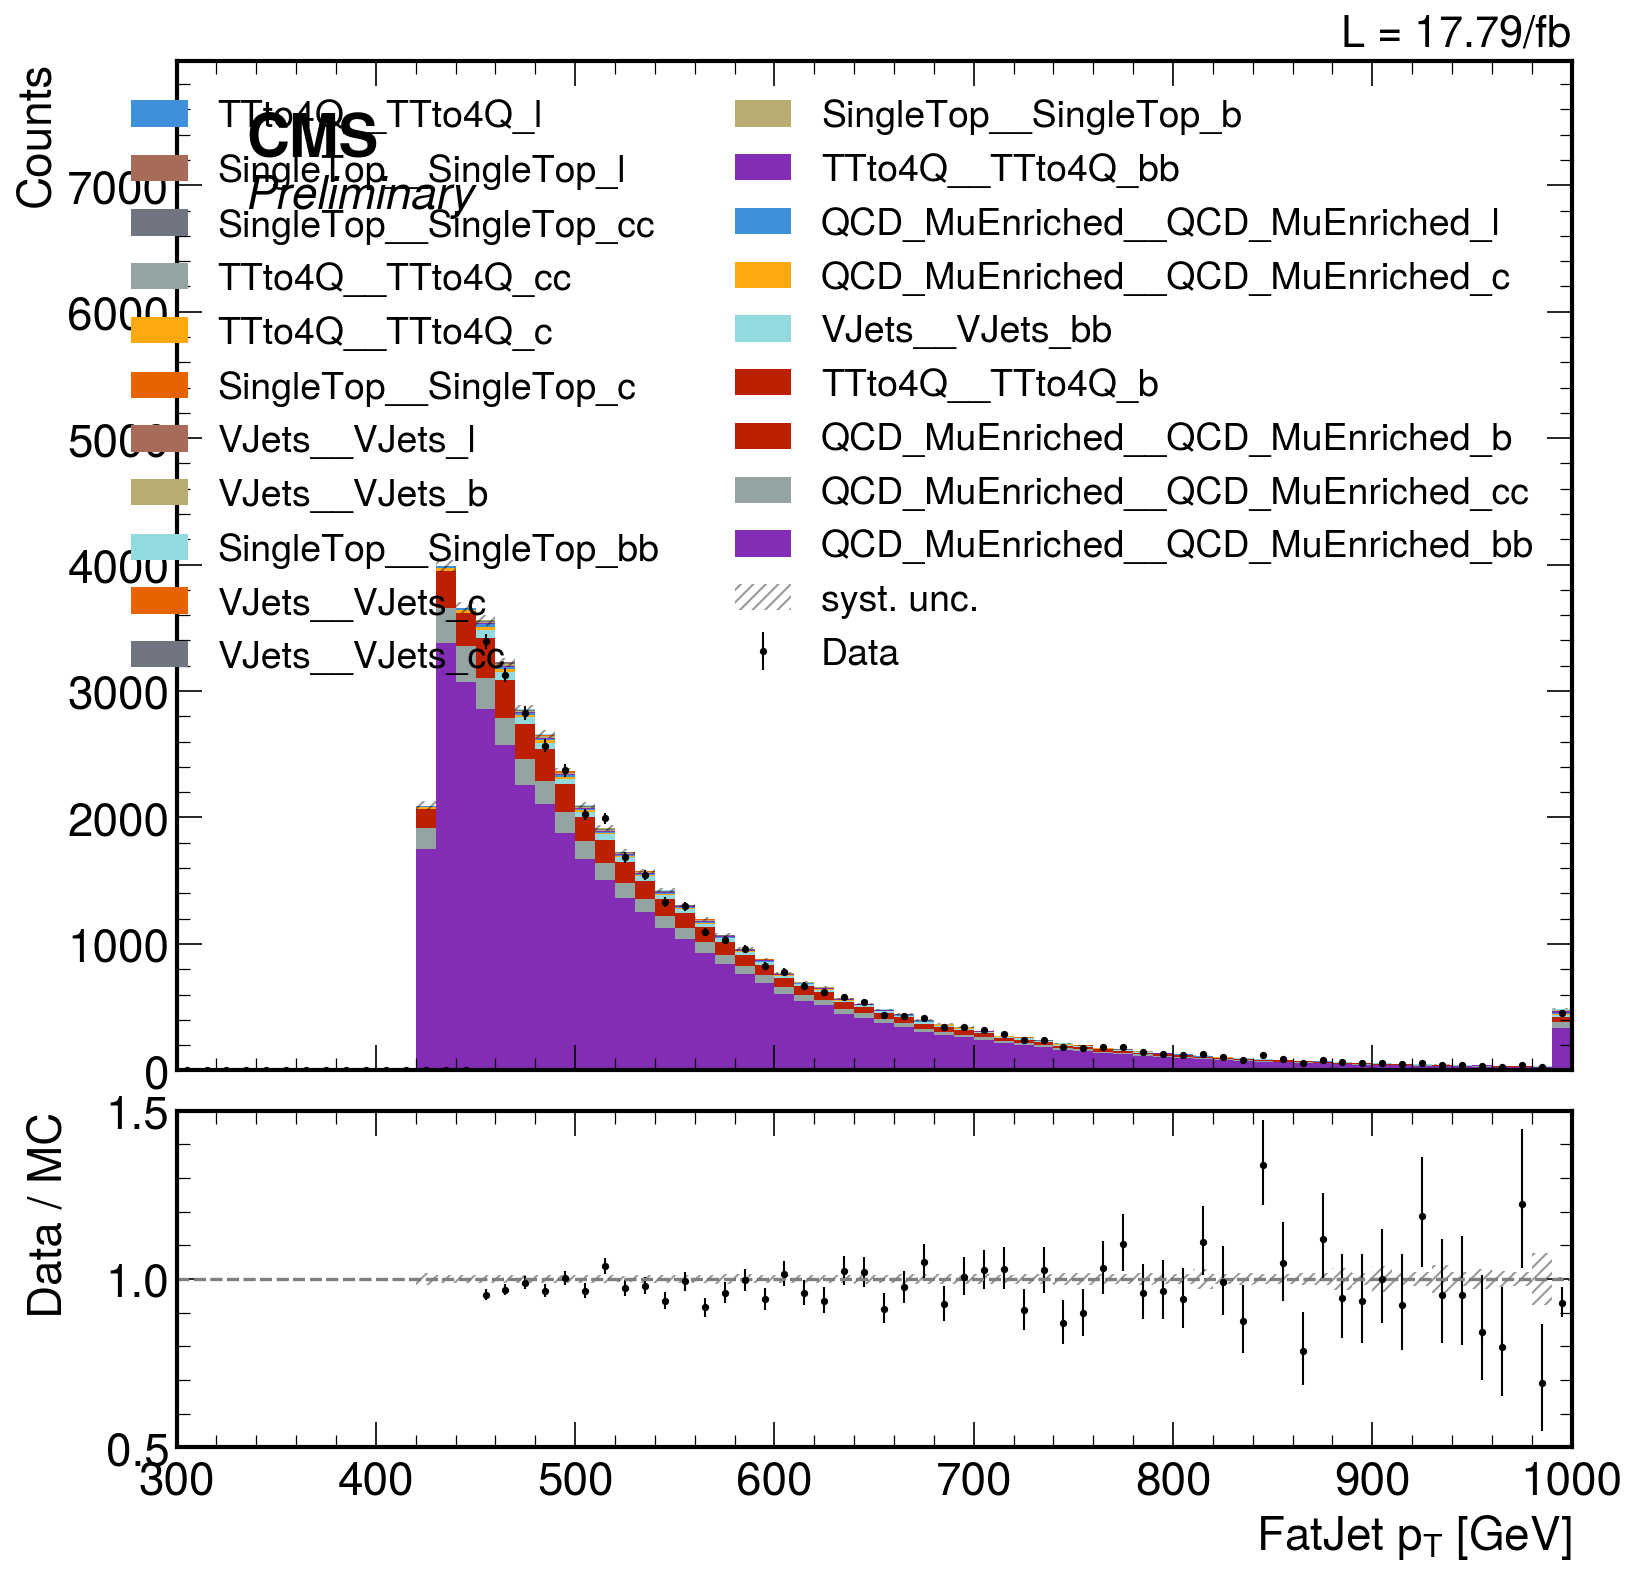 L = 17.79/fb
Counts
CMS
Preliminary
TTto4Q__TTto4Q_l
SingleTop__SingleTop_l
SingleTop__SingleTop_cc
TTto4Q__TTto4Q_cc
TTto4Q__TTto4Q_c
SingleTop__SingleTop_c
VJets__VJets_l
VJets__VJets_b
SingleTop__SingleTop_bb
VJets__VJets_c
VJets__VJets_cc
SingleTop__SingleTop_b
TTto4Q__TTto4Q_bb
QCD_MuEnriched__QCD_MuEnriched_l
QCD_MuEnriched__QCD_MuEnriched_c
VJets__VJets_bb
TTto4Q__TTto4Q_b
QCD_MuEnriched__QCD_MuEnriched_b
QCD_MuEnriched__QCD_MuEnriched_cc
QCD_MuEnriched__QCD_MuEnriched_bb
syst. unc.
Data
7000
6000
5000
4000
3000
2000
1000
0
Data / MC
1.5
1.0
0.5
300 400 500 600 700 800 900 1000
FatJet p_T [GeV]